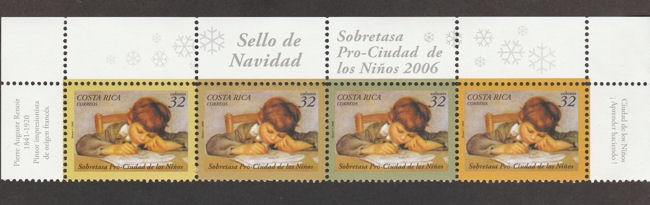 Sello de
Navidad
Sobretasa
Pro-Ciudad de
los Niños 2006
Pierre Auguste Renoir
1841-1920
Pintor impresionista
de origen francés.
COSTA RICA
CORREOS
colones
32
Sobretasa Pro-Ciudad de los Niños
COSTA RICA
CORREOS
colones
32
Sobretasa Pro-Ciudad de los Niños
COSTA RICA
CORREOS
colones
32
Sobretasa Pro-Ciudad de los Niños
COSTA RICA
CORREOS
colones
32
Sobretasa Pro-Ciudad de los Niños
Ciudad de los Niños
¡ Aprender haciendo !